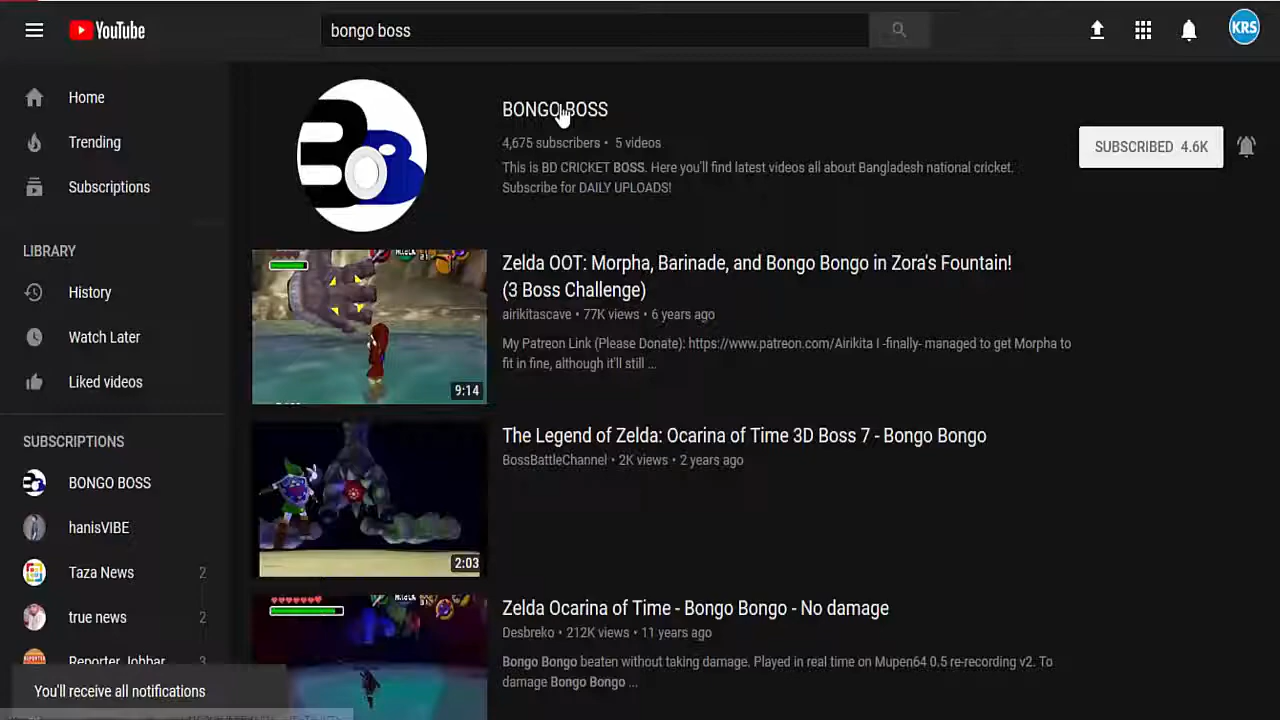 YouTube
bongo boss
KRS
Home
Trending
Subscriptions
LIBRARY
History
Watch Later
Liked videos
SUBSCRIPTIONS
BONGO BOSS
hanisVIBE
Taza News 2
true news 2
Reporter Jobbar 3
You'll receive all notifications
BONGO BOSS
4,675 subscribers • 5 videos
This is BD CRICKET BOSS. Here you'll find latest videos all about Bangladesh national cricket.
Subscribe for DAILY UPLOADS!
SUBSCRIBED 4.6K
Zelda OOT: Morpha, Barinade, and Bongo Bongo in Zora's Fountain!
(3 Boss Challenge)
airikitascave • 77K views • 6 years ago
My Patreon Link (Please Donate): https://www.patreon.com/Airikita I -finally- managed to get Morpha to
fit in fine, although it'll still ...
9:14
The Legend of Zelda: Ocarina of Time 3D Boss 7 - Bongo Bongo
BossBattleChannel • 2K views • 2 years ago
2:03
Zelda Ocarina of Time - Bongo Bongo - No damage
Desbreko • 212K views • 11 years ago
Bongo Bongo beaten without taking damage. Played in real time on Mupen64 0.5 re-recording v2. To
damage Bongo Bongo ...